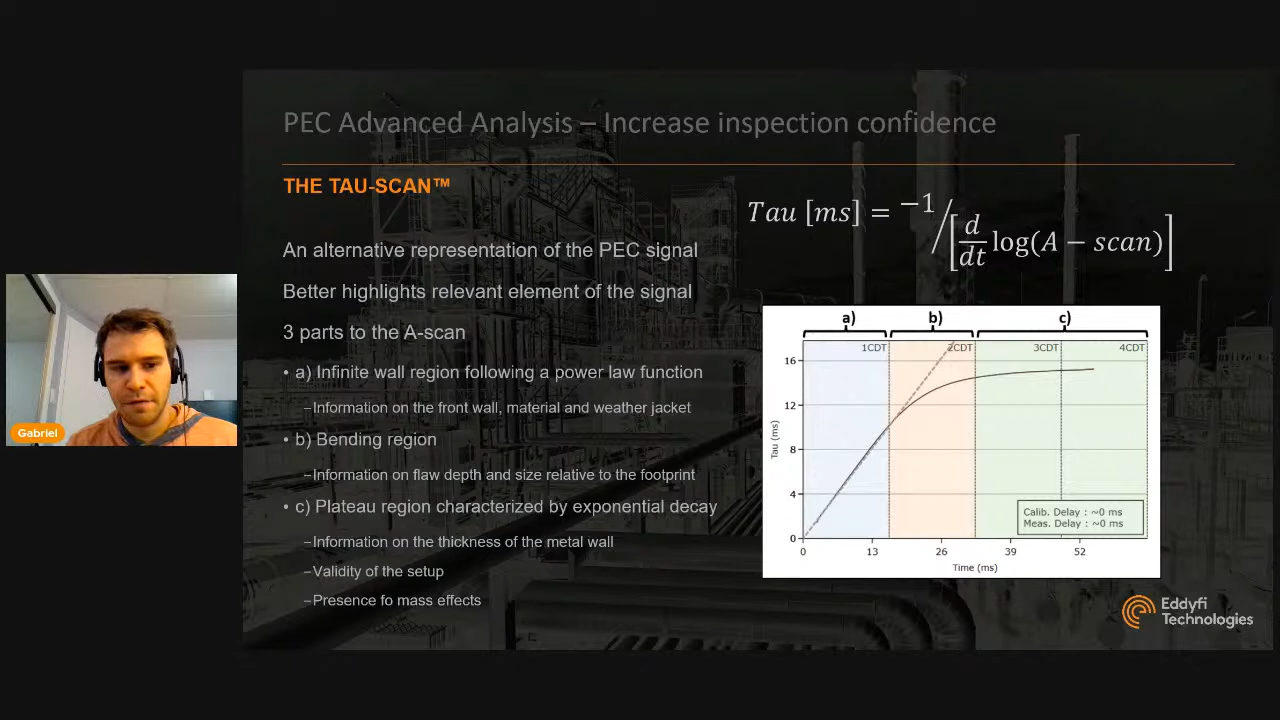 PEC Advanced Analysis – Increase inspection confidence
THE TAU-SCAN™
An alternative representation of the PEC signal
Better highlights relevant element of the signal
3 parts to the A-scan
• a) Infinite wall region following a power law function
–Information on the front wall, material and weather jacket
• b) Bending region
–Information on flaw depth and size relative to the footprint
• c) Plateau region characterized by exponential decay
–Information on the thickness of the metal wall
–Validity of the setup
–Presence fo mass effects
Tau [ms] = −1/[d/dt log(A − scan)]
a) b) c)
1CDT 2CDT 3CDT 4CDT
16
12
8
4
0
Tau (ms)
Calib. Delay : ~0 ms
Meas. Delay : ~0 ms
0 13 26 39 52
Time (ms)
Gabriel
Eddyfi
Technologies